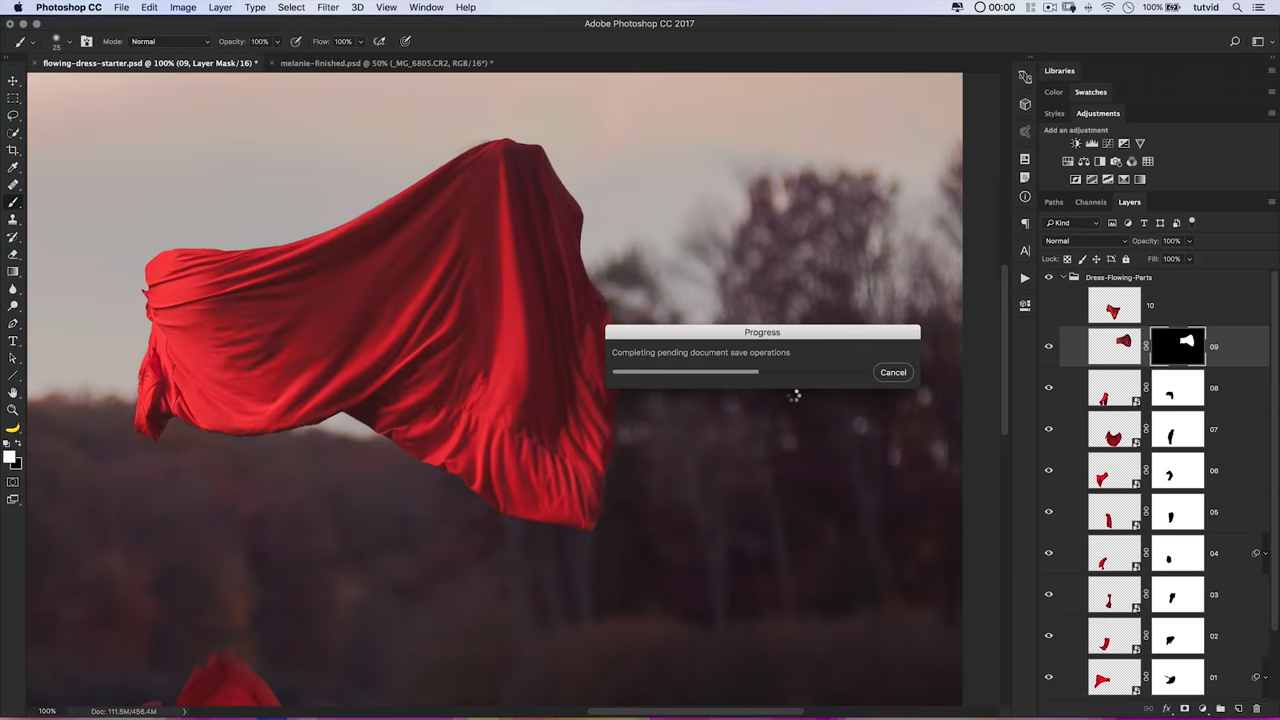 Photoshop CC File Edit Image Layer Type Select Filter 3D View Window Help 00:00 100% tutvid
Adobe Photoshop CC 2017
25 Mode: Normal Opacity: 100% Flow: 100%
× flowing-dress-starter.psd @ 100% (09, Layer Mask/16) * × melanie-finished.psd @ 50% (_MG_6805.CR2, RGB/16*) *
Libraries
Color Swatches
Styles Adjustments
Add an adjustment
Paths Channels Layers
Kind
Normal Opacity: 100%
Lock: Fill: 100%
Dress-Flowing-Parts
10
09
08
07
06
05
04
03
02
01
Progress
Completing pending document save operations
Cancel
100% Doc: 111.5M/456.4M